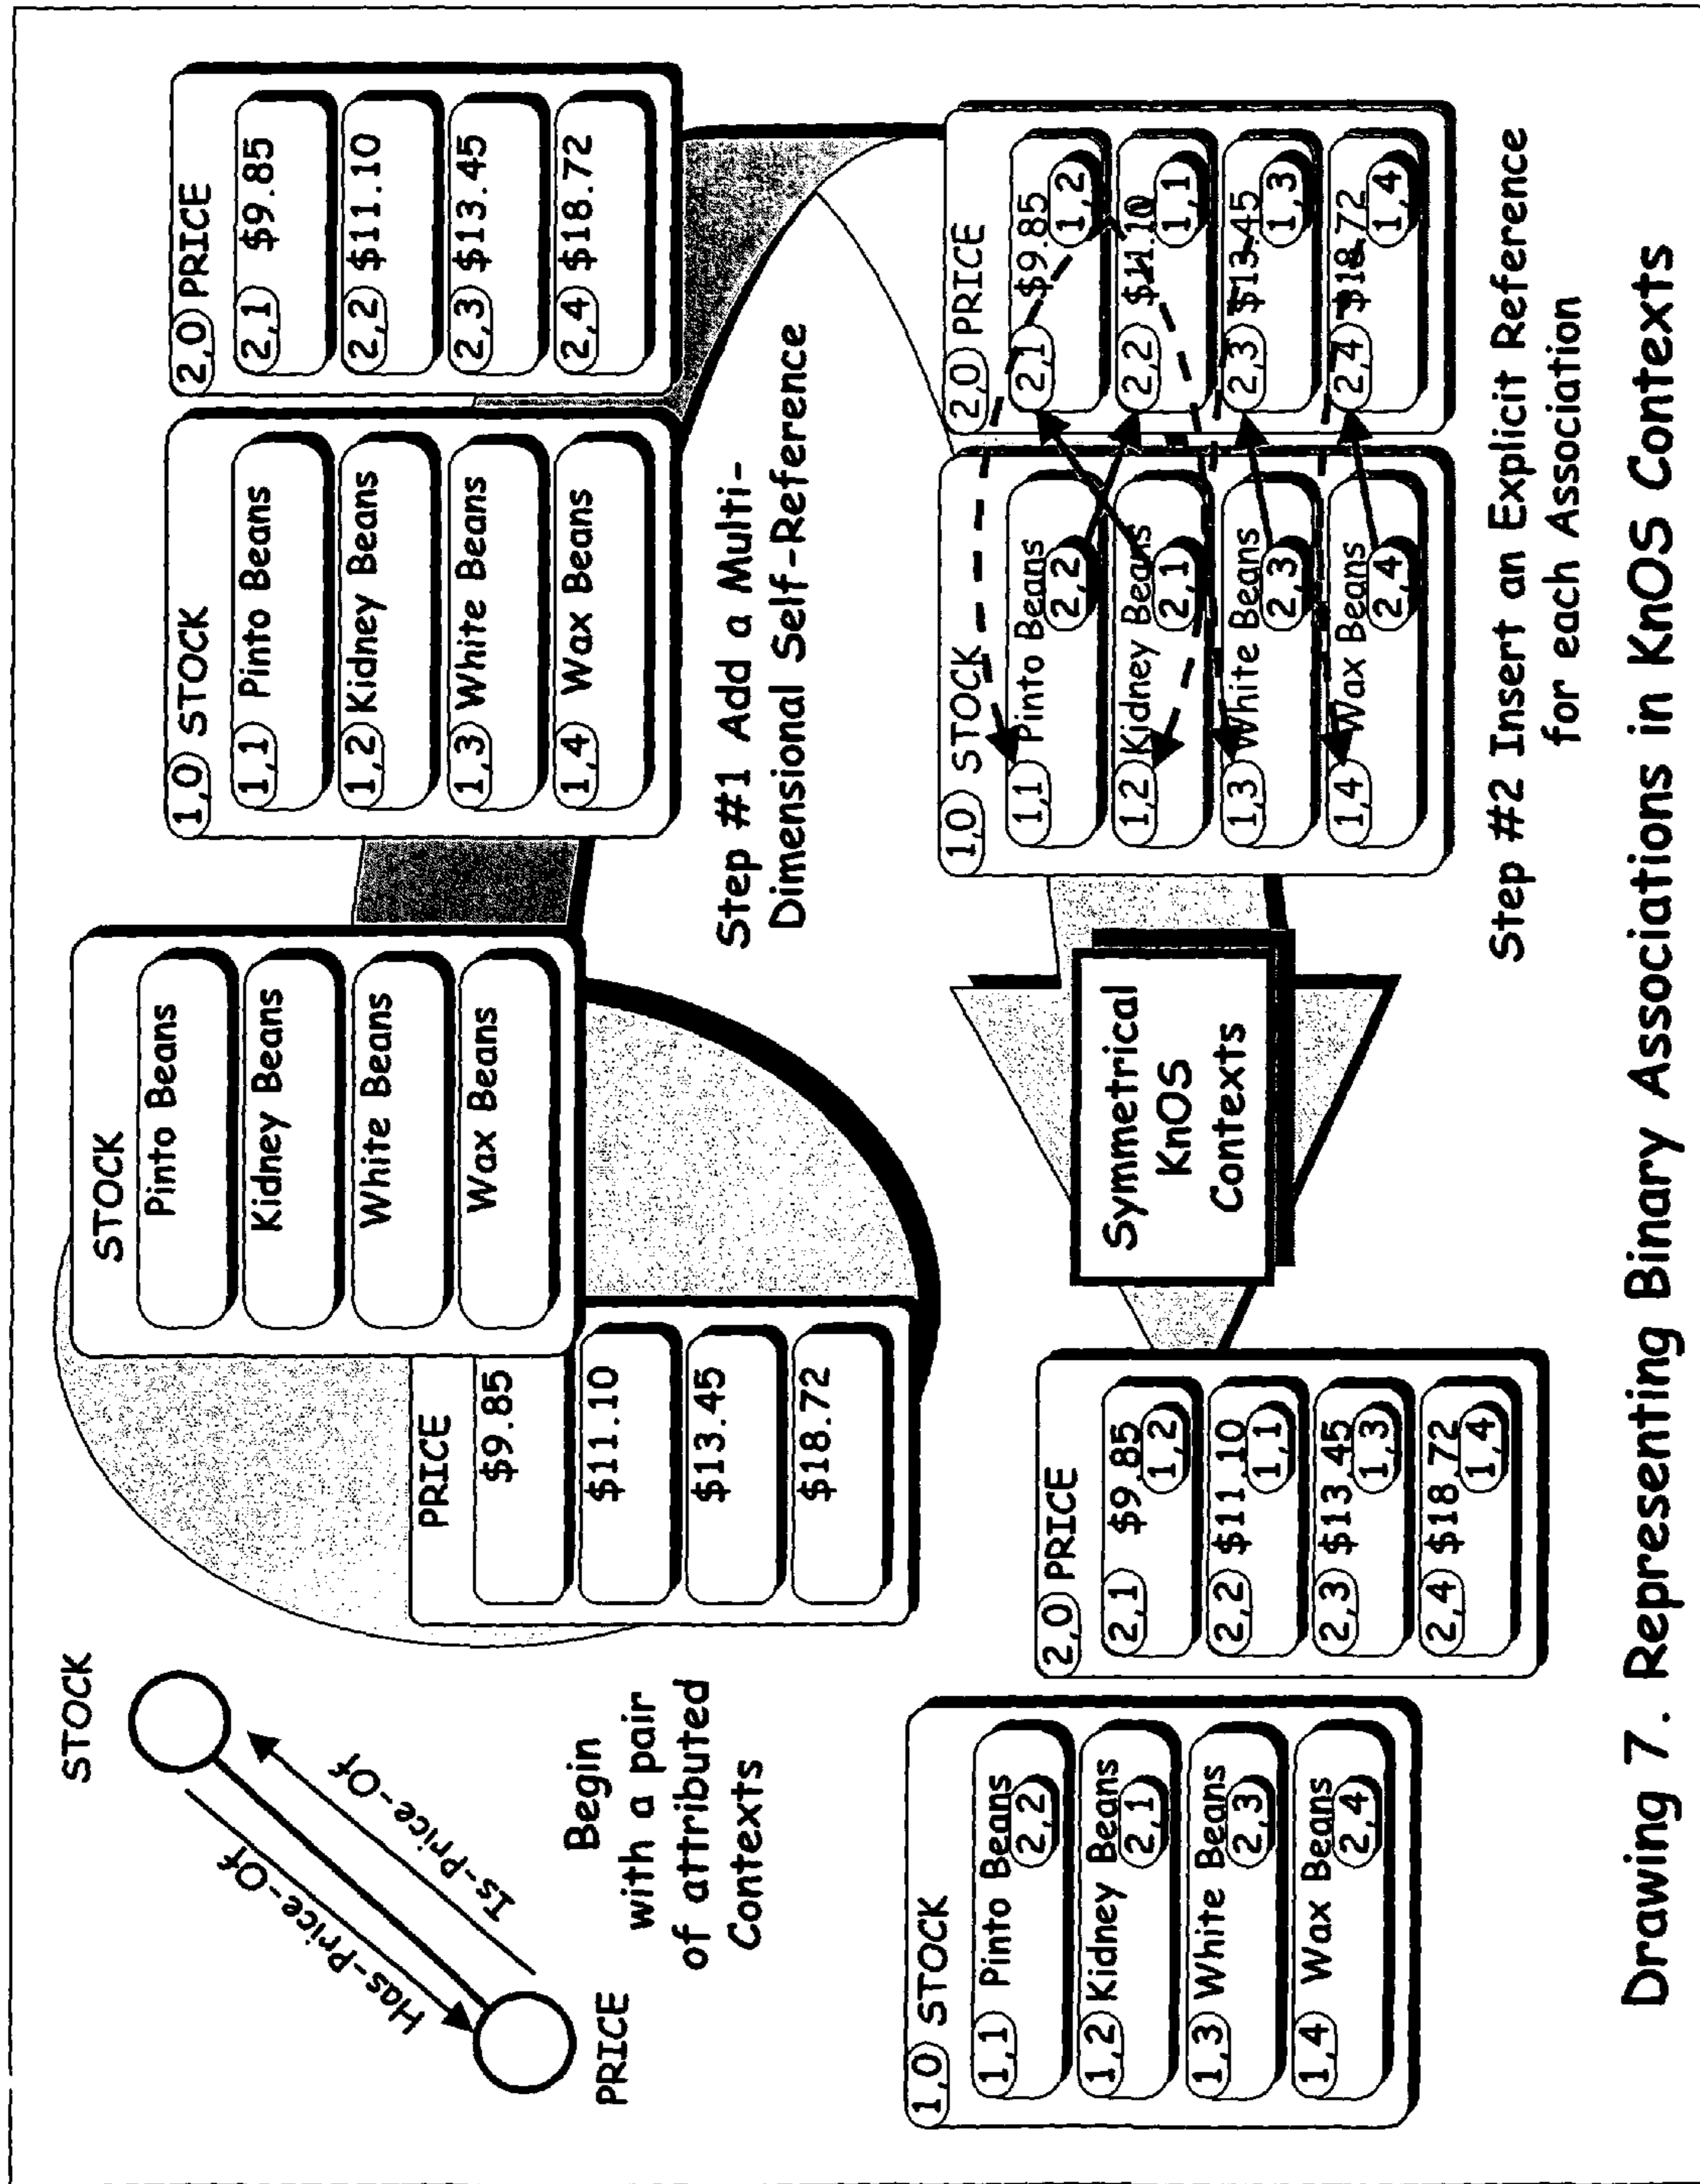 STOCK
Has-Price-Of
Is-Price-Of
PRICE
Begin
with a pair
of attributed
Contexts
STOCK
Pinto Beans
Kidney Beans
White Beans
Wax Beans
PRICE
$9.85
$11.10
$13.45
$18.72
1,0 STOCK
1,1 Pinto Beans
1,2 Kidney Beans
1,3 White Beans
1,4 Wax Beans
2,0 PRICE
2,1 $9.85
2,2 $11.10
2,3 $13.45
2,4 $18.72
Step #1 Add a Multi-
Dimensional Self-Reference
1,0 STOCK
1,1 Pinto Beans
2,2
1,2 Kidney Beans
2,1
1,3 White Beans
2,3
1,4 Wax Beans
2,4
2,0 PRICE
2,1 $9.85
1,2
2,2 $11.10
1,1
2,3 $13.45
1,3
2,4 $18.72
1,4
Symmetrical
KnOS
Contexts
1,0 STOCK
1,1 Pinto Beans
2,2
1,2 Kidney Beans
2,1
1,3 White Beans
2,3
1,4 Wax Beans
2,4
2,0 PRICE
2,1 $9.85
1,2
2,2 $11.10
1,1
2,3 $13.45
1,3
2,4 $18.72
1,4
Step #2 Insert an Explicit Reference
for each Association
Drawing 7. Representing Binary Associations in KnOS Contexts